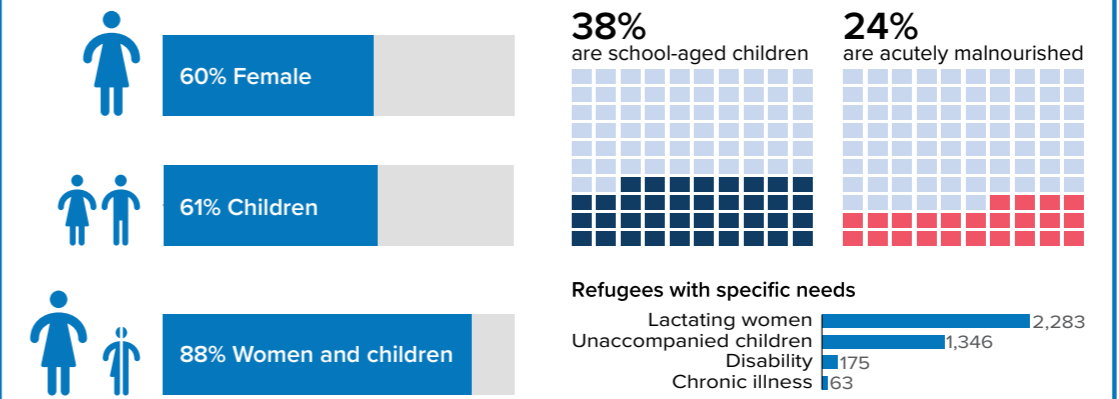 60% Female
61% Children
88% Women and children
38%
are school-aged children
24%
are acutely malnourished
Refugees with specific needs
Lactating women 2,283
Unaccompanied children 1,346
Disability 175
Chronic illness 63